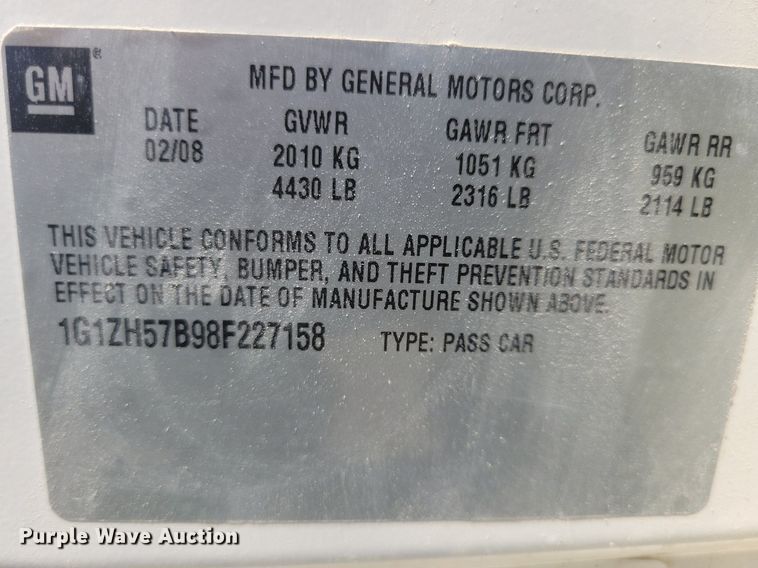 GM®
MFD BY GENERAL MOTORS CORP.
DATE GVWR GAWR FRT GAWR RR
02/08 2010 KG 1051 KG 959 KG
4430 LB 2316 LB 2114 LB
THIS VEHICLE CONFORMS TO ALL APPLICABLE U.S. FEDERAL MOTOR
VEHICLE SAFETY, BUMPER, AND THEFT PREVENTION STANDARDS IN
EFFECT ON THE DATE OF MANUFACTURE SHOWN ABOVE.
1G1ZH57B98F227158 TYPE: PASS CAR
Purple Wave Auction